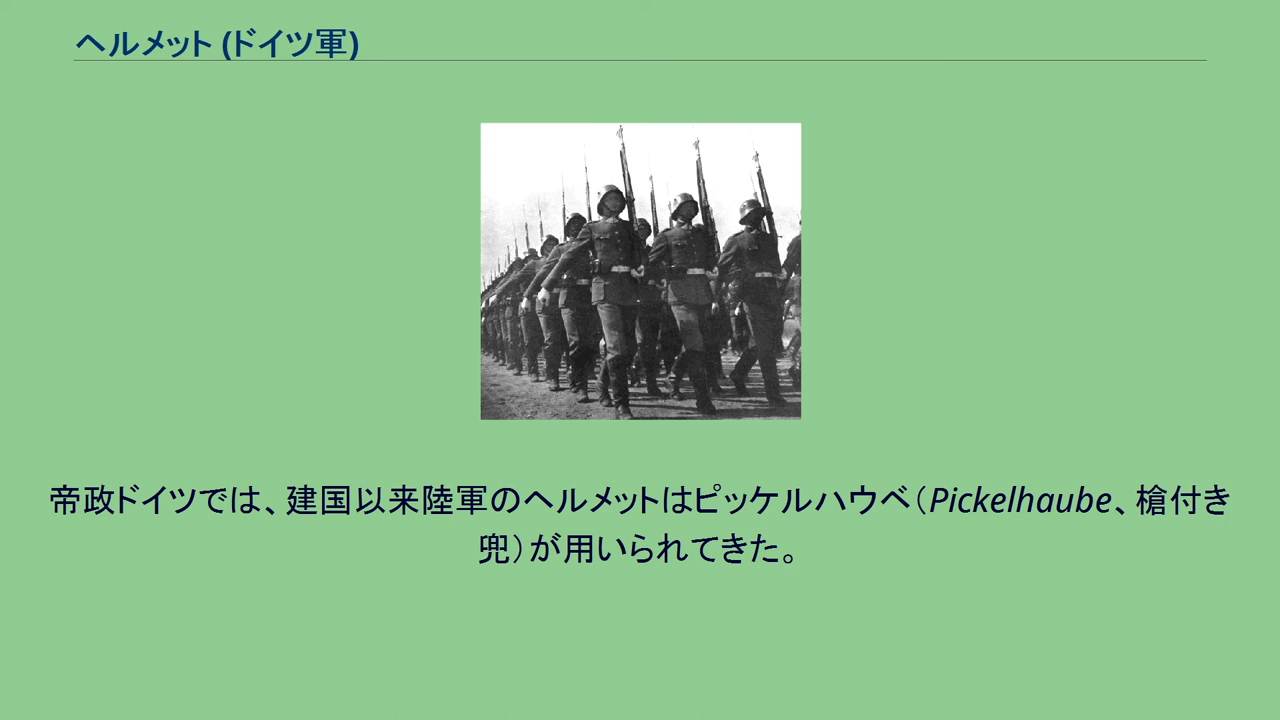 ヘルメット (ドイツ軍)
帝政ドイツでは、建国以来陸軍のヘルメットはピッケルハウベ（Pickelhaube、槍付き
兜）が用いられてきた。